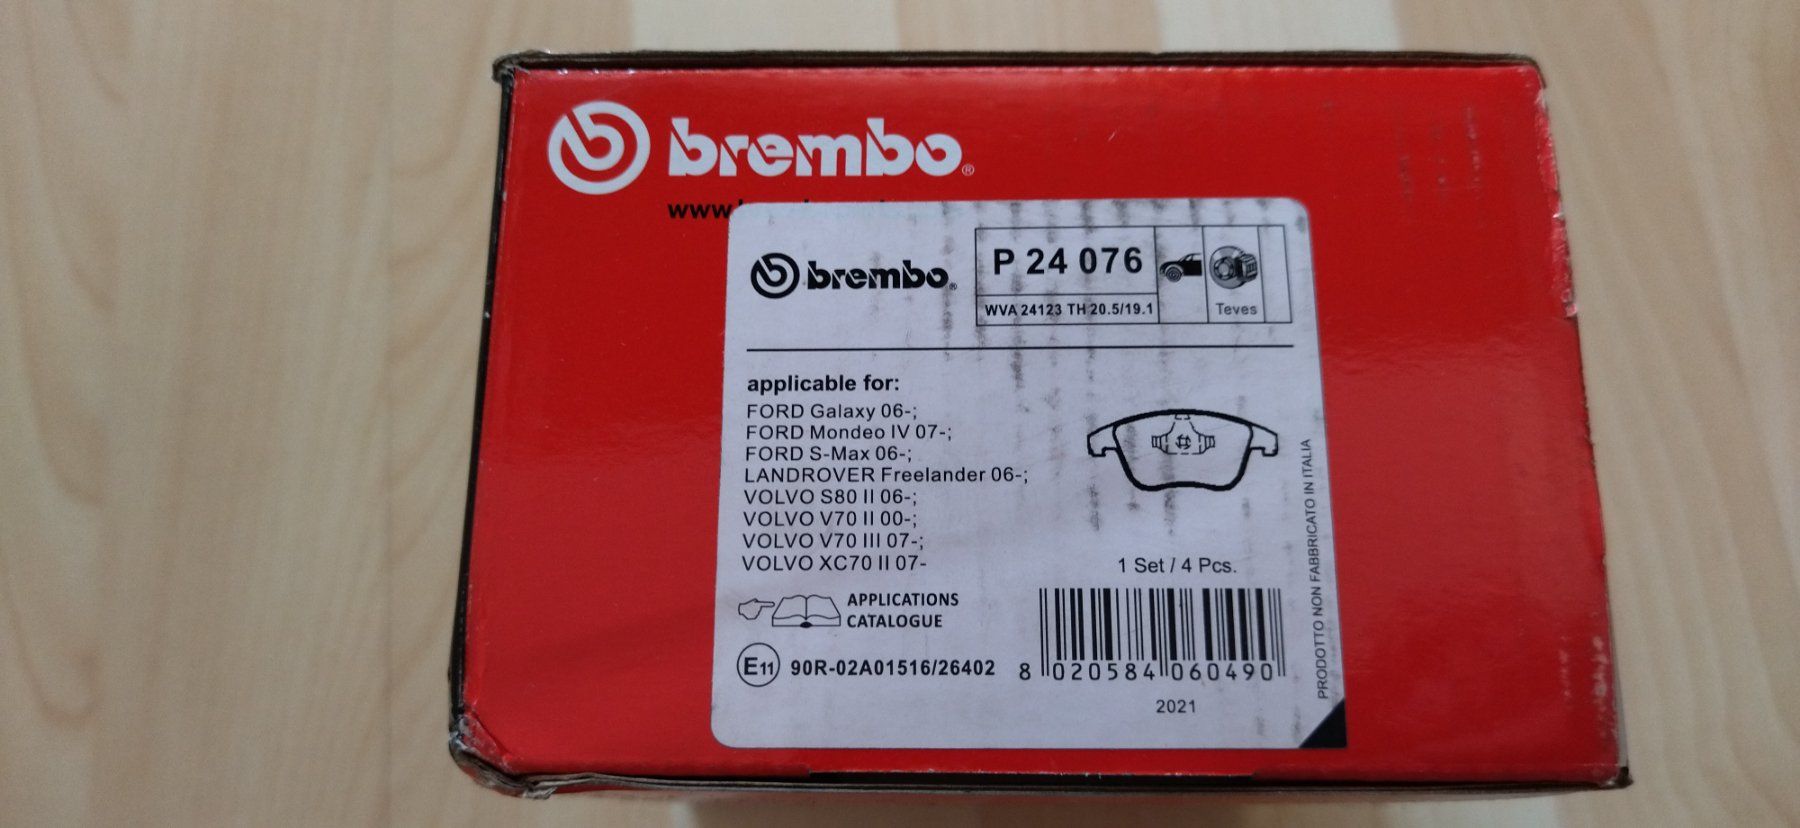 brembo®
www
brembo®
P 24 076
WVA 24123 TH 20.5/19.1
Teves
applicable for:
FORD Galaxy 06-;
FORD Mondeo IV 07-;
FORD S-Max 06-;
LANDROVER Freelander 06-;
VOLVO S80 II 06-;
VOLVO V70 II 00-;
VOLVO V70 III 07-;
VOLVO XC70 II 07-
1 Set / 4 Pcs.
APPLICATIONS
CATALOGUE
E11 90R-02A01516/26402
8 020584 060490
2021
PRODOTTO NON FABBRICATO IN ITALIA